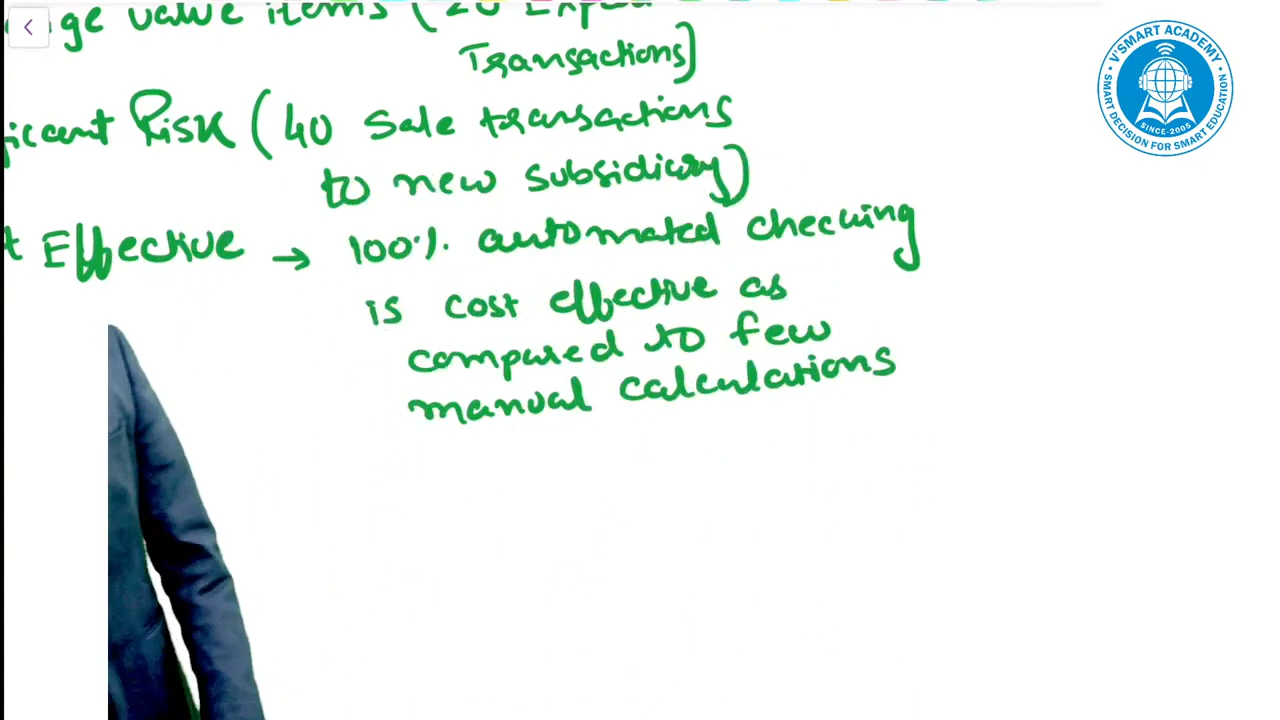 ge value items (20 Exp
Transactions)
ficant Risk (40 Sale transactions
to new subsidiary)
t Effective → 100% automated checking
is cost effective as
compared to few
manual calculations
V'SMART ACADEMY
SMART DECISION FOR SMART EDUCATION
SINCE-2005